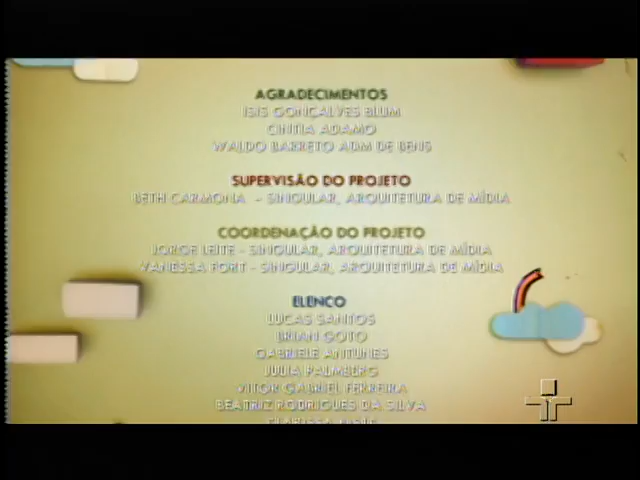 AGRADECIMENTOS
ISIS GONÇALVES BLUM
CINTIA ADAMO
WALDO BARRETO ADM DE BENS
SUPERVISÃO DO PROJETO
BETH CARMONA - SINGULAR, ARQUITETURA DE MÍDIA
COORDENAÇÃO DO PROJETO
JORGE LEITE - SINGULAR, ARQUITETURA DE MÍDIA
VANESSA FORT - SINGULAR, ARQUITETURA DE MÍDIA
ELENCO
LUCAS SANTOS
BRIAN GOTO
GABRIELE ANTUNES
JULIA PALMBERG
VITOR GABRIEL FERREIRA
BEATRIZ RODRIGUES DA SILVA